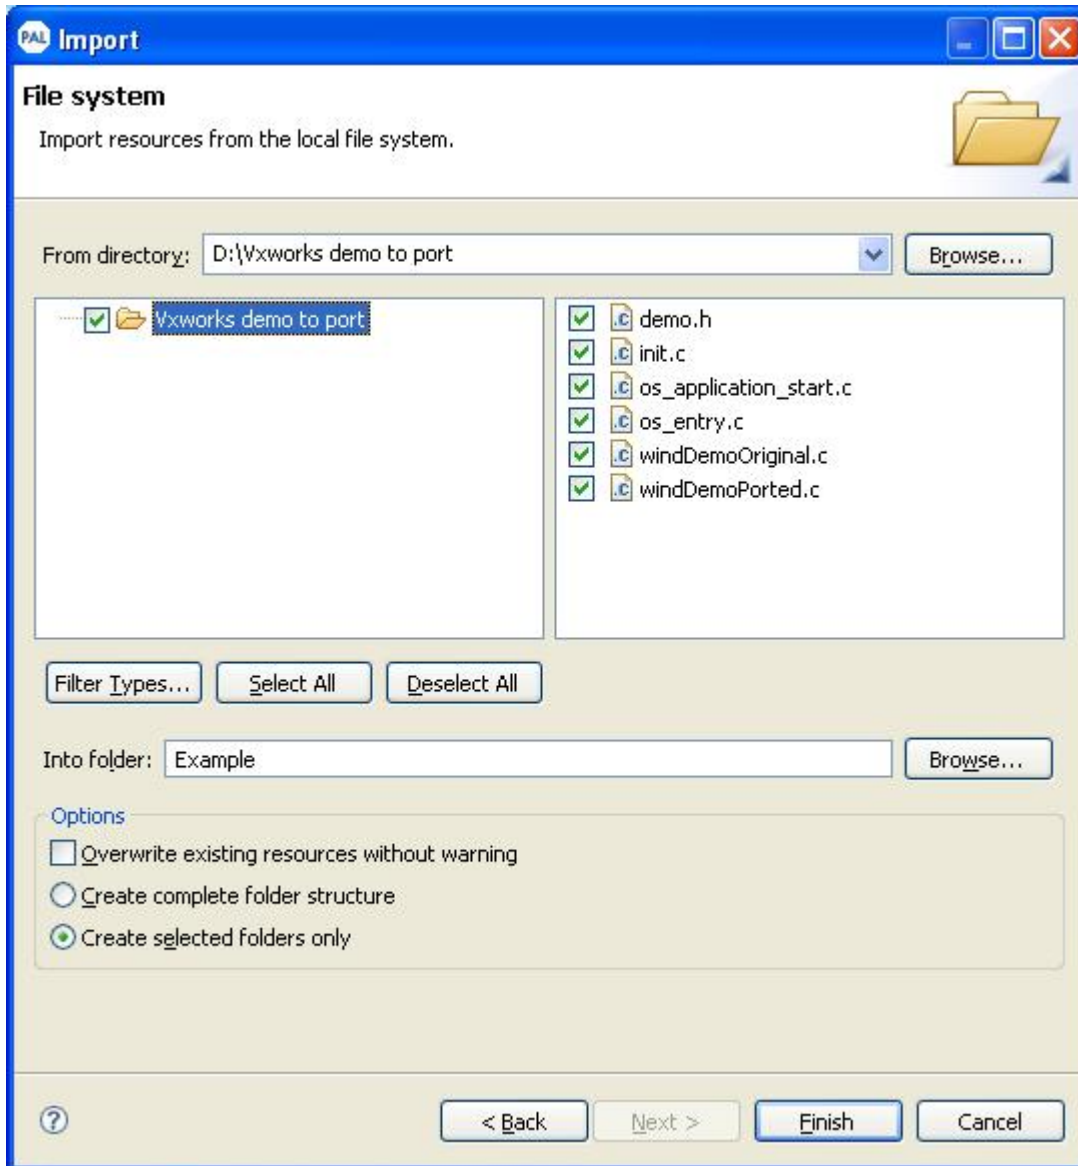 PAL Import
File system
Import resources from the local file system.
From directory: D:\Vxworks demo to port Browse...
Vxworks demo to port
.c demo.h
.c init.c
.c os_application_start.c
.c os_entry.c
.c windDemoOriginal.c
.c windDemoPorted.c
Filter Types... Select All Deselect All
Into folder: Example Browse...
Options
Overwrite existing resources without warning
Create complete folder structure
Create selected folders only
? < Back Next > Finish Cancel